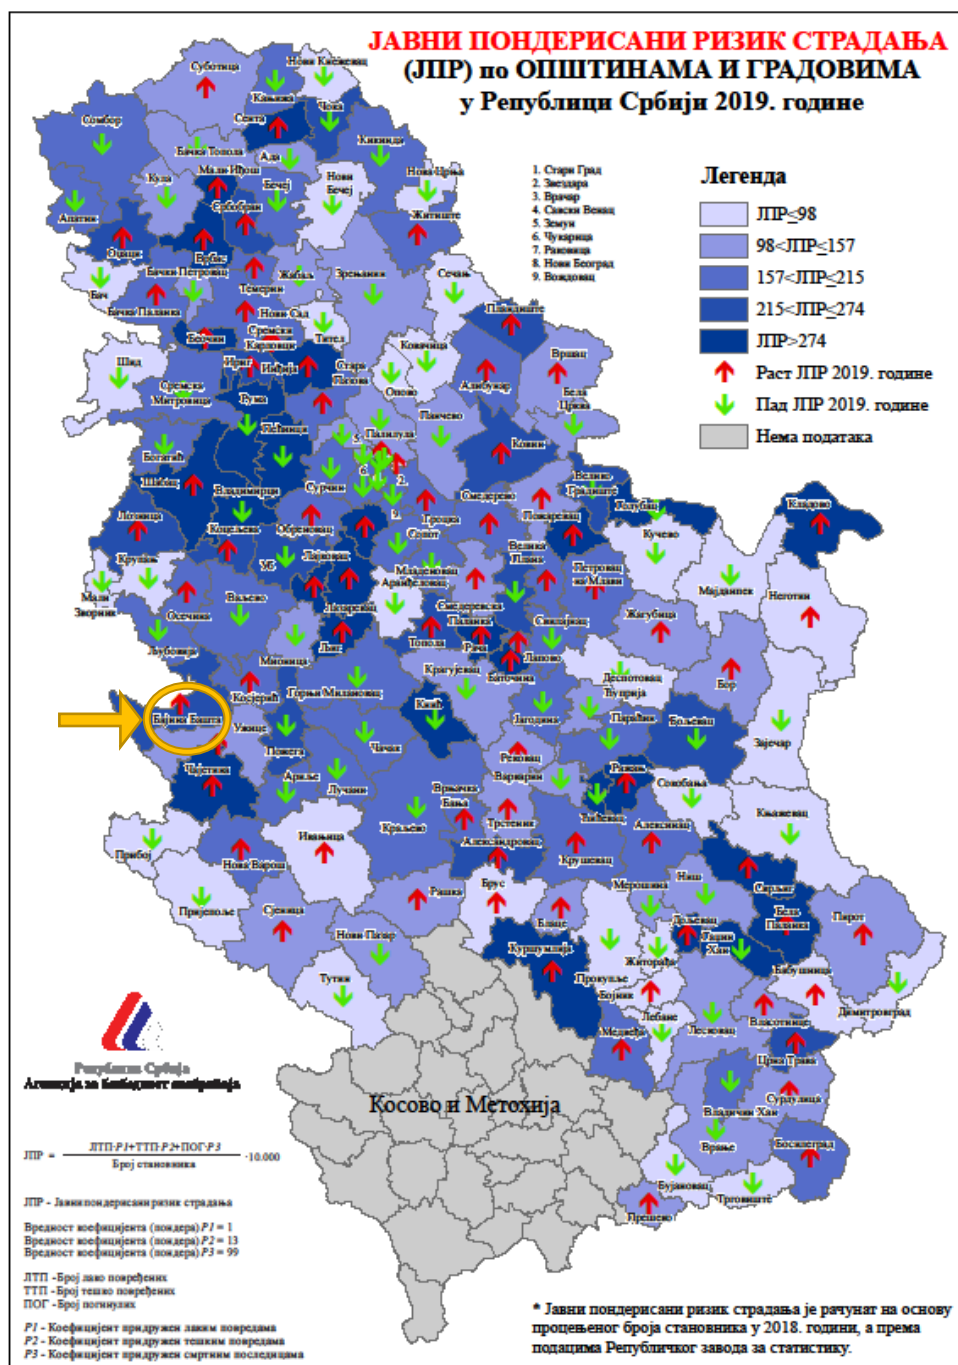 ЈАВНИ ПОНДЕРИСАНИ РИЗИК СТРАДАЊА
(ЈПР) по ОПШТИНАМА И ГРАДОВИМА
у Републици Србији 2019. године
1. Стари Град
2. Звездара
3. Врачар
4. Савски Венац
5. Земун
6. Чукарица
7. Раковица
8. Нови Београд
9. Вождовац
Легенда
ЈПР≤98
98<ЈПР≤157
157<ЈПР≤215
215<ЈПР≤274
ЈПР>274
Раст ЈПР 2019. године
Пад ЈПР 2019. године
Нема података
Суботица
Нови Кнежевац
Кањижа
Чока
Сента
Сомбор
Кикинда
Бачка Топола
Ада
Мали Иђош
Кула
Бечеј
Нови
Бечеј
Нова Црња
Житиште
Апатин
Србобран
Оџаци
Врбас
Бачки Петровац
Жабаљ
Зрењанин
Сечањ
Бач
Бачка Паланка
Темерин
Нови Сад
Беочин
Сремски
Карловци
Тител
Пландиште
Ковачица
Вршац
Шид
Ириг
Инђија
Стара
Пазова
Опово
Алибунар
Бела
Црква
Сремска
Митровица
Рума
Панчево
Пећинци
Палилула
5.
Богатић
Ковин
Велико
Градиште
Голубац
Кладово
Шабац
Владимирци
Сурчин
6.
2.
9.
Смедерево
Пожаревац
Лозница
Коцељева
Обреновац
Гроцка
Кучево
Крупањ
Уб
Лајковац
Сопот
Велика
Плана
Младеновац
Петровац
на Млави
Мајданпек
Неготин
Мали
Зворник
Осечина
Ваљево
Лазаревац
Аранђеловац
Смедеревска
Паланка
Жагубица
Љубовија
Мионица
Љиг
Топола
Рача
Свилајнац
Лапово
Баточина
Крагујевац
Деспотовац
Бор
Косјерић
Горњи Милановац
Ћуприја
Бајина Башта
Ужице
Кнић
Јагодина
Параћин
Бољевац
Пожега
Чачак
Зајечар
Чајетина
Ариље
Лучани
Рековац
Варварин
Ражањ
Сокобања
Врњачка
Бања
Ћићевац
Књажевац
Краљево
Трстеник
Алексинац
Прибој
Ивањица
Нова Варош
Александровац
Крушевац
Сврљиг
Рашка
Брус
Мерошина
Ниш
Пријепоље
Сјеница
Блаце
Дољевац
Бела
Паланка
Пирот
Нови Пазар
Куршумлија
Гаџин
Хан
Житорађа
Бабушница
Тутин
Прокупље
Бојник
Димитровград
Лебане
Медвеђа
Лесковац
Власотинце
Црна Трава
Сурдулица
Владичин Хан
Врање
Босилеград
Бујановац
Трговиште
Прешево
Косово и Метохија
Република Србија
Агенција за безбедност саобраћаја
ЈПР = ЛТП·P1+ТТП·P2+ПОГ·P3 / Број становника ·10.000
ЈПР - Јавни пондерисани ризик страдања
Вредност коефицијента (пондера) P1 = 1
Вредност коефицијента (пондера) P2 = 13
Вредност коефицијента (пондера) P3 = 99
ЛТП - Број лако повређених
ТТП - Број тешко повређених
ПОГ - Број погинулих
P1 - Коефицијент придружен лаким повредама
P2 - Коефицијент придружен тешким повредама
P3 - Коефицијент придружен смртним последицама
* Јавни пондерисани ризик страдања је рачунат на основу
процењеног броја становника у 2018. години, а према
подацима Републичког завода за статистику.